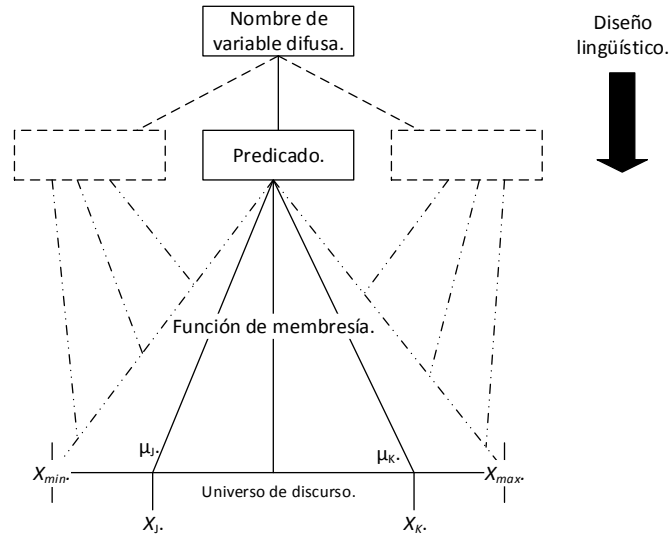 Nombre de
variable difusa.
Diseño
lingüístico.
Predicado.
Función de membresía.
μJ.
μK.
Xmin.
Xmax.
Universo de discurso.
XJ.
XK.